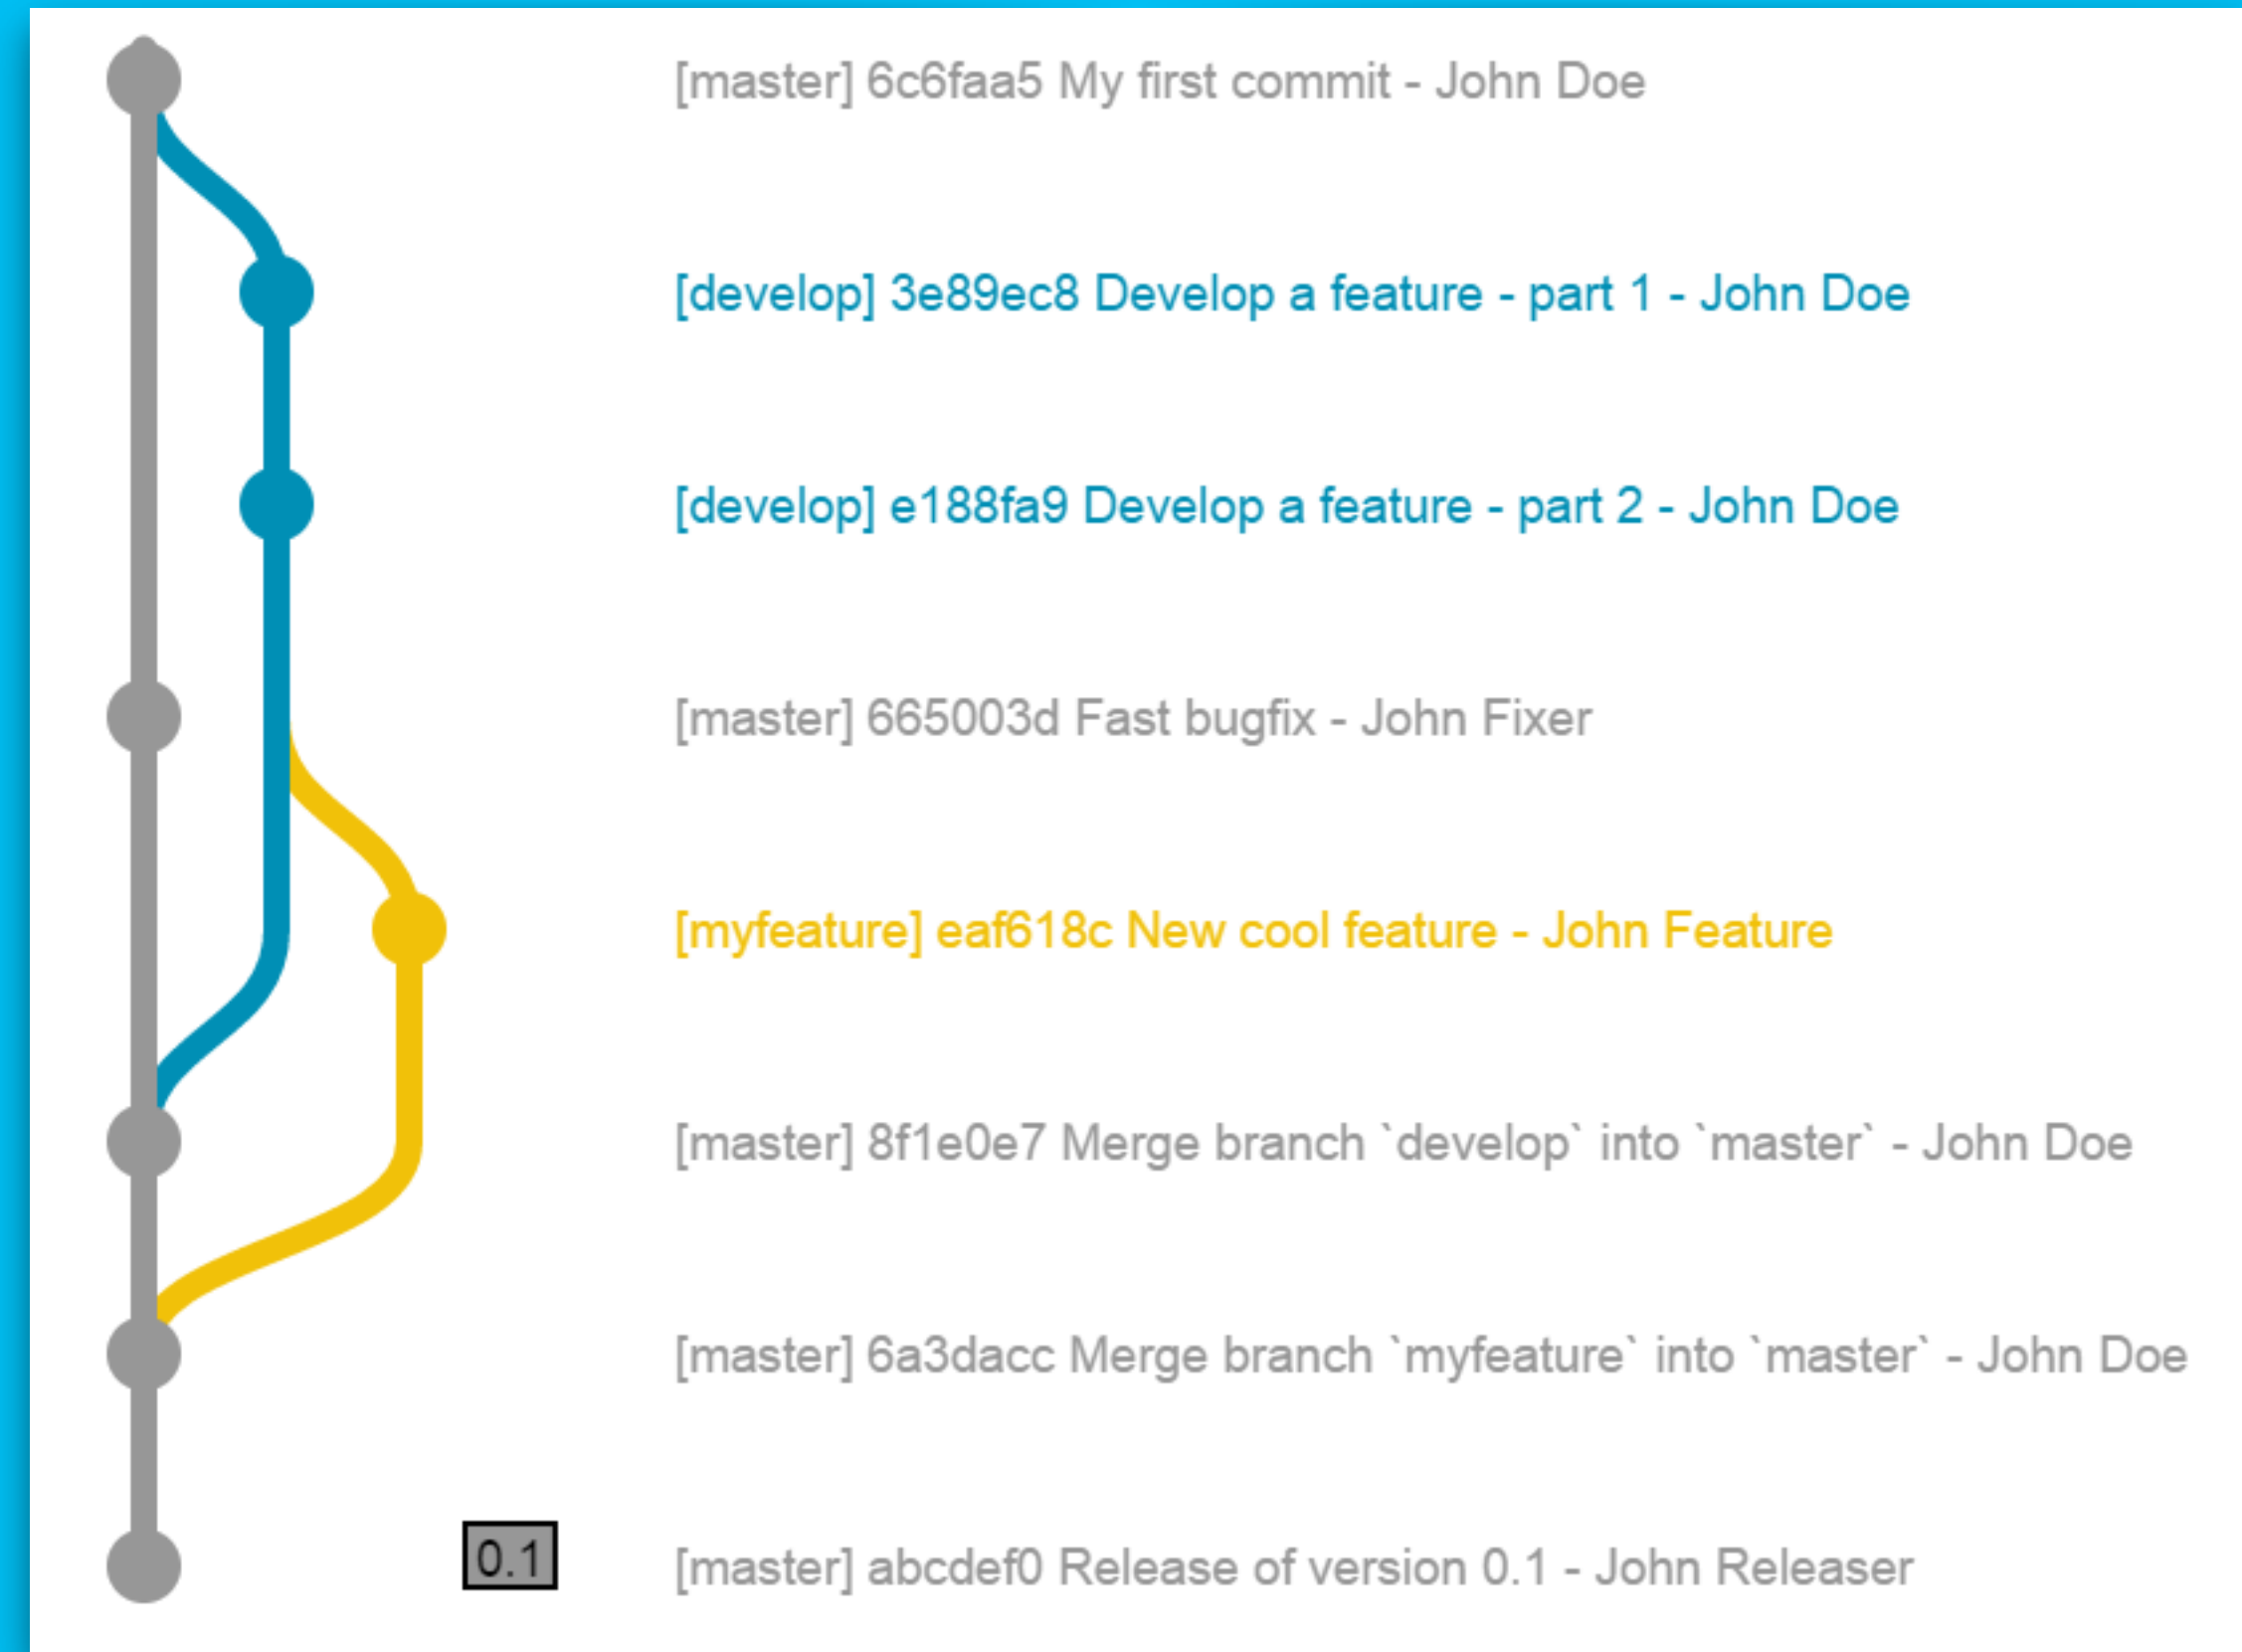 [master] 6c6faa5 My first commit - John Doe
[develop] 3e89ec8 Develop a feature - part 1 - John Doe
[develop] e188fa9 Develop a feature - part 2 - John Doe
[master] 665003d Fast bugfix - John Fixer
[myfeature] eaf618c New cool feature - John Feature
[master] 8f1e0e7 Merge branch `develop` into `master` - John Doe
[master] 6a3dacc Merge branch `myfeature` into `master` - John Doe
0.1 [master] abcdef0 Release of version 0.1 - John Releaser